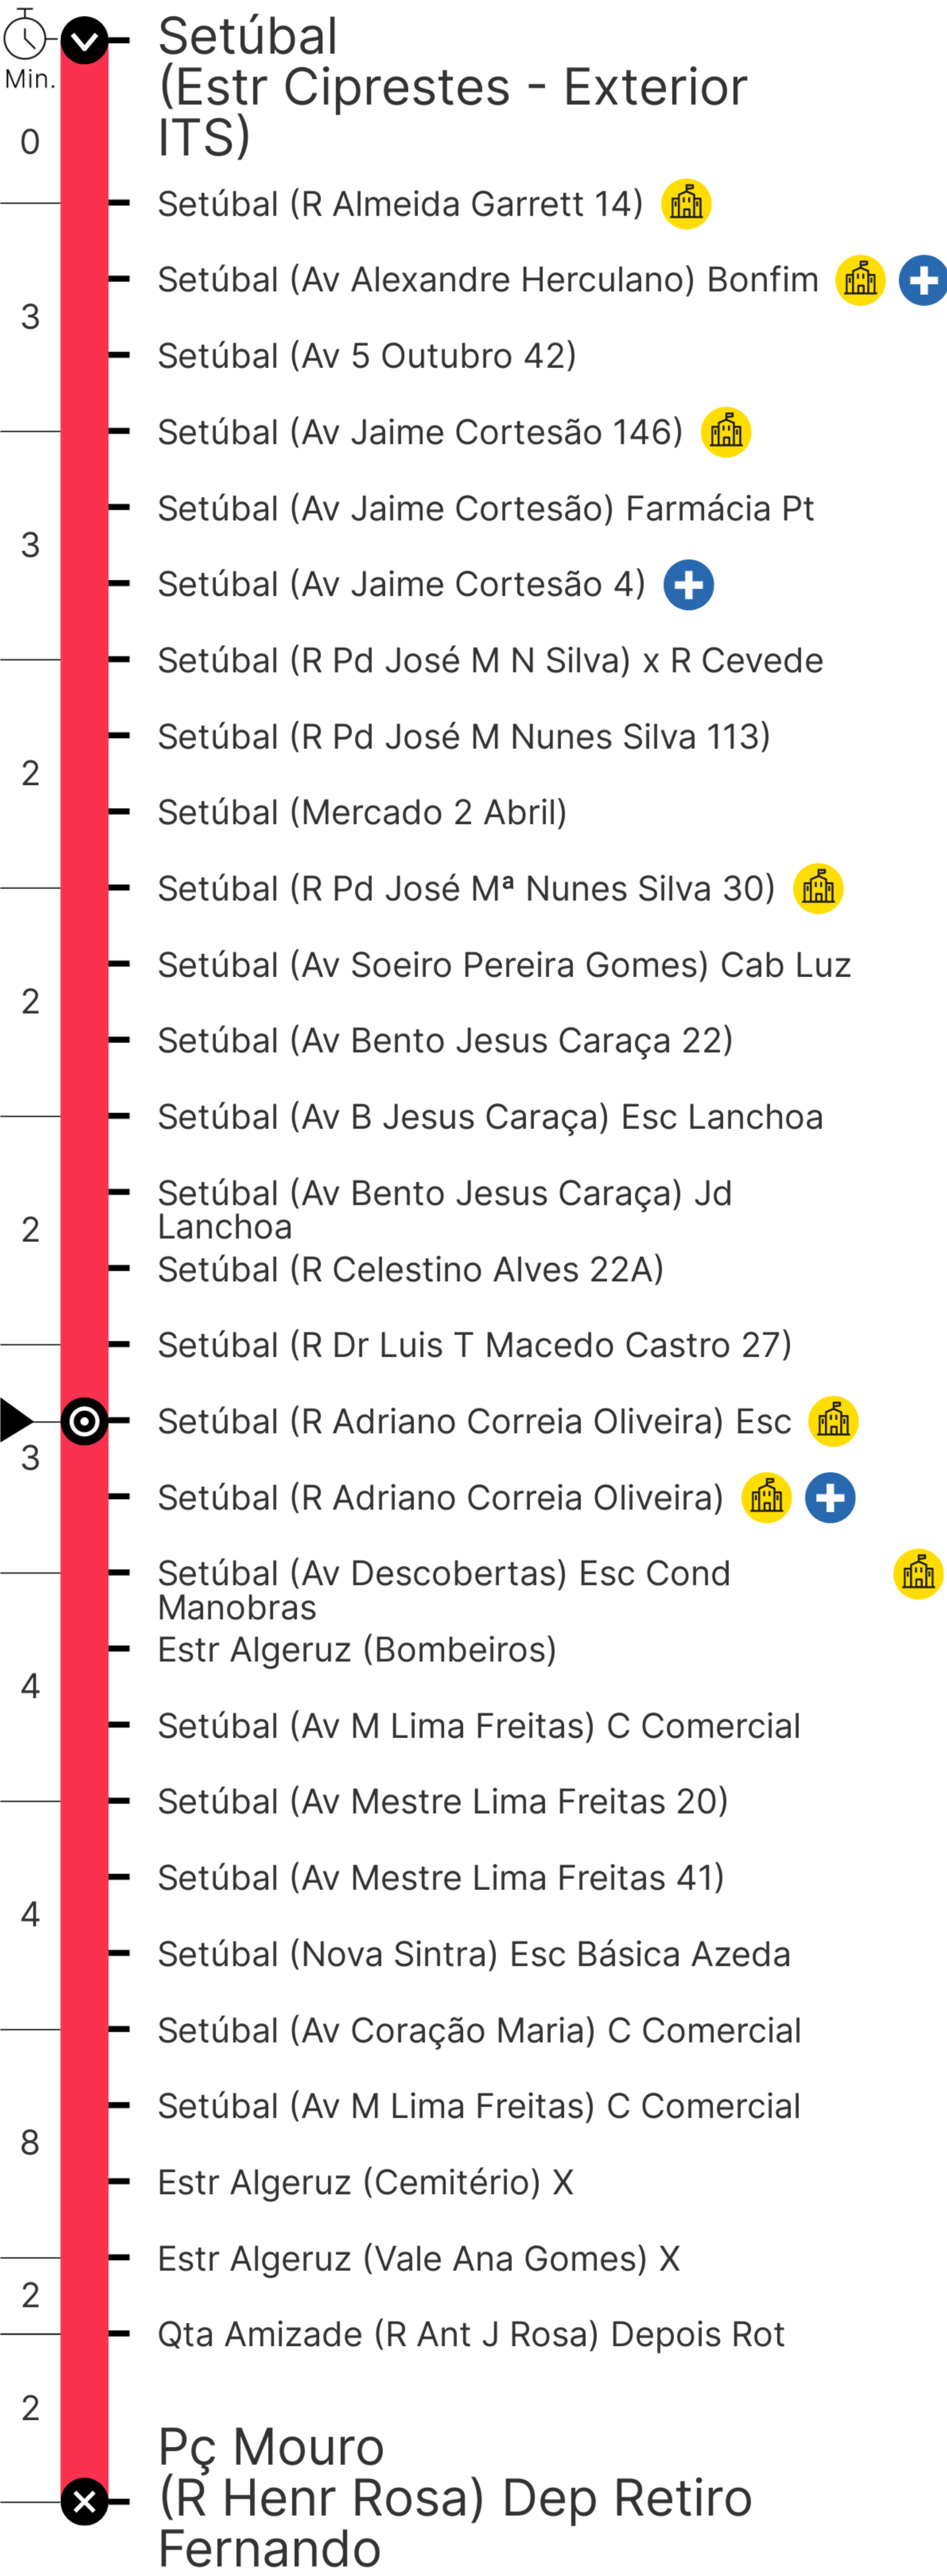 Min.
Setúbal
(Estr Ciprestes - Exterior
ITS)
0
Setúbal (R Almeida Garrett 14)
Setúbal (Av Alexandre Herculano) Bonfim
3
Setúbal (Av 5 Outubro 42)
Setúbal (Av Jaime Cortesão 146)
Setúbal (Av Jaime Cortesão) Farmácia Pt
3
Setúbal (Av Jaime Cortesão 4)
Setúbal (R Pd José M N Silva) x R Cevede
Setúbal (R Pd José M Nunes Silva 113)
2
Setúbal (Mercado 2 Abril)
Setúbal (R Pd José Mª Nunes Silva 30)
Setúbal (Av Soeiro Pereira Gomes) Cab Luz
2
Setúbal (Av Bento Jesus Caraça 22)
Setúbal (Av B Jesus Caraça) Esc Lanchoa
Setúbal (Av Bento Jesus Caraça) Jd
Lanchoa
2
Setúbal (R Celestino Alves 22A)
Setúbal (R Dr Luis T Macedo Castro 27)
Setúbal (R Adriano Correia Oliveira) Esc
3
Setúbal (R Adriano Correia Oliveira)
Setúbal (Av Descobertas) Esc Cond
Manobras
Estr Algeruz (Bombeiros)
4
Setúbal (Av M Lima Freitas) C Comercial
Setúbal (Av Mestre Lima Freitas 20)
Setúbal (Av Mestre Lima Freitas 41)
4
Setúbal (Nova Sintra) Esc Básica Azeda
Setúbal (Av Coração Maria) C Comercial
Setúbal (Av M Lima Freitas) C Comercial
8
Estr Algeruz (Cemitério) X
Estr Algeruz (Vale Ana Gomes) X
2
Qta Amizade (R Ant J Rosa) Depois Rot
2
Pç Mouro
(R Henr Rosa) Dep Retiro
Fernando